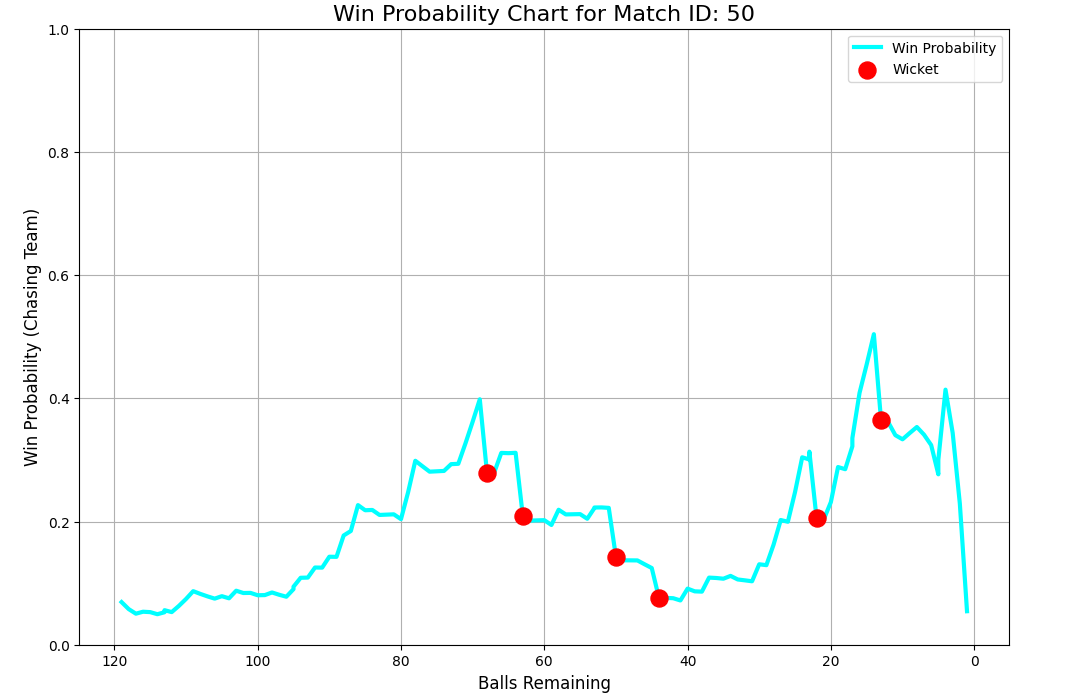 Win Probability Chart for Match ID: 50
Win Probability
Wicket
1.0
0.8
0.6
0.4
0.2
0.0
Win Probability (Chasing Team)
120 100 80 60 40 20 0
Balls Remaining